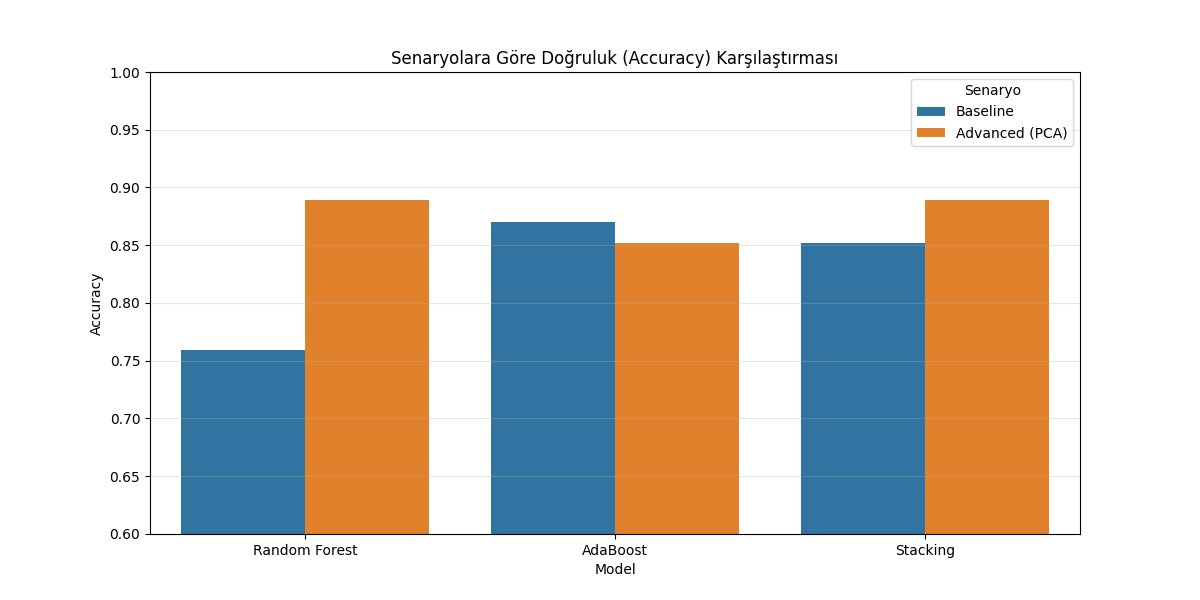 Senaryolara Göre Doğruluk (Accuracy) Karşılaştırması
Senaryo
Baseline
Advanced (PCA)
Accuracy
1.00
0.95
0.90
0.85
0.80
0.75
0.70
0.65
0.60
Random Forest
AdaBoost
Stacking
Model